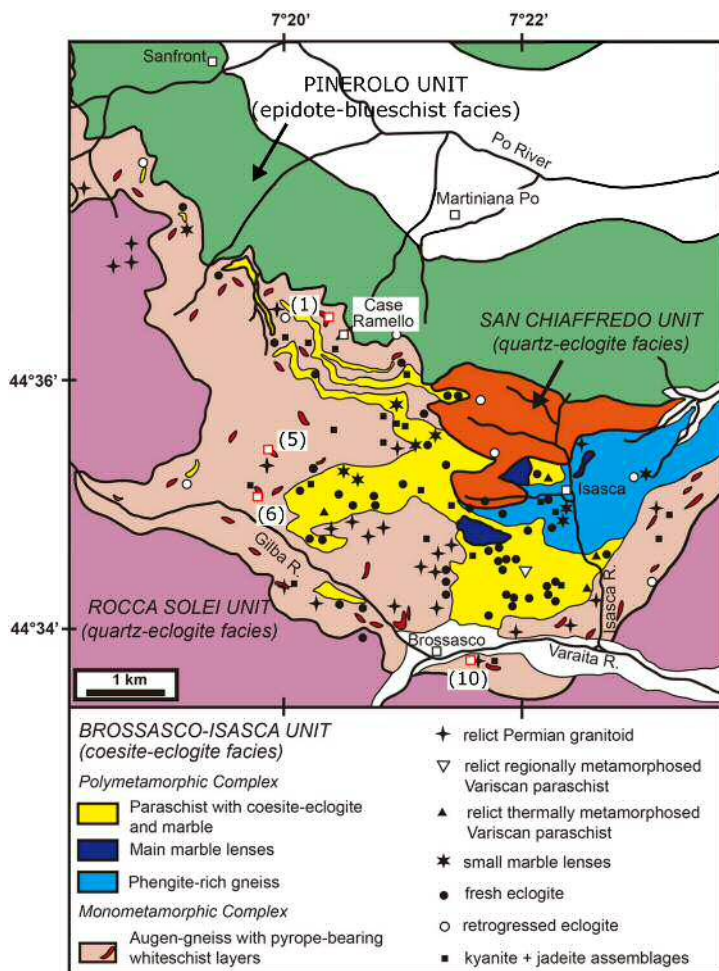 7°20'
7°22'
Sanfront
PINEROLO UNIT
(epidote-blueschist facies)
Po River
Martiniana Po
(1)
Case
Ramello
SAN CHIAFFREDO UNIT
(quartz-eclogite facies)
44°36'
(5)
(6)
Isasca
Gilba R.
Isasca R.
ROCCA SOLEI UNIT
(quartz-eclogite facies)
44°34'
Brossasco
Varaita R.
(10)
1 km
BROSSASCO-ISASCA UNIT
(coesite-eclogite facies)
Polymetamorphic Complex
Paraschist with coesite-eclogite
and marble
Main marble lenses
Phengite-rich gneiss
Monometamorphic Complex
Augen-gneiss with pyrope-bearing
whiteschist layers
relict Permian granitoid
relict regionally metamorphosed
Variscan paraschist
relict thermally metamorphosed
Variscan paraschist
small marble lenses
fresh eclogite
retrogressed eclogite
kyanite + jadeite assemblages